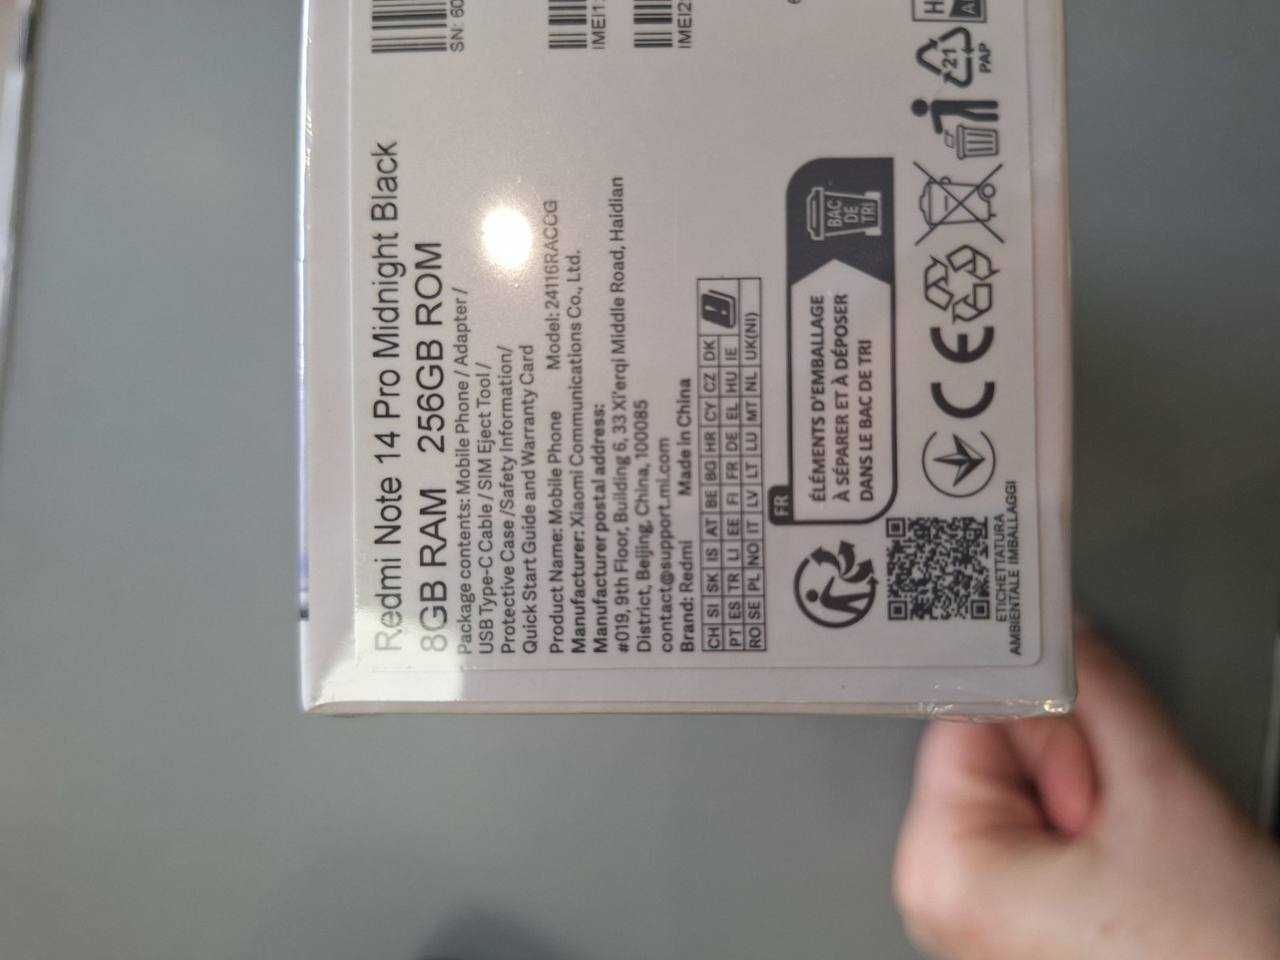 SN: 60
IMEI1:
IMEI2
Redmi Note 14 Pro Midnight Black
8GB RAM 256GB ROM
Package contents: Mobile Phone / Adapter /
USB Type-C Cable / SIM Eject Tool /
Protective Case /Safety Information/
Quick Start Guide and Warranty Card
Product Name: Mobile Phone Model: 24116RACCG
Manufacturer: Xiaomi Communications Co., Ltd.
Manufacturer postal address:
#019, 9th Floor, Building 6, 33 Xi'erqi Middle Road, Haidian
District, Beijing, China, 100085
contact@support.mi.com
Brand: Redmi Made in China
CH SI SK IS AT BE BG HR CY CZ DK
PT ES TR LI EE FI FR DE EL HU IE
RO SE PL NO IT LV LT LU MT NL UK(NI)
FR
ÉLÉMENTS D'EMBALLAGE
À SÉPARER ET À DÉPOSER
DANS LE BAC DE TRI
BAC
DE
TRI
CE
21
PAP
ETICHETTATURA
AMBIENTALE IMBALLAGGI